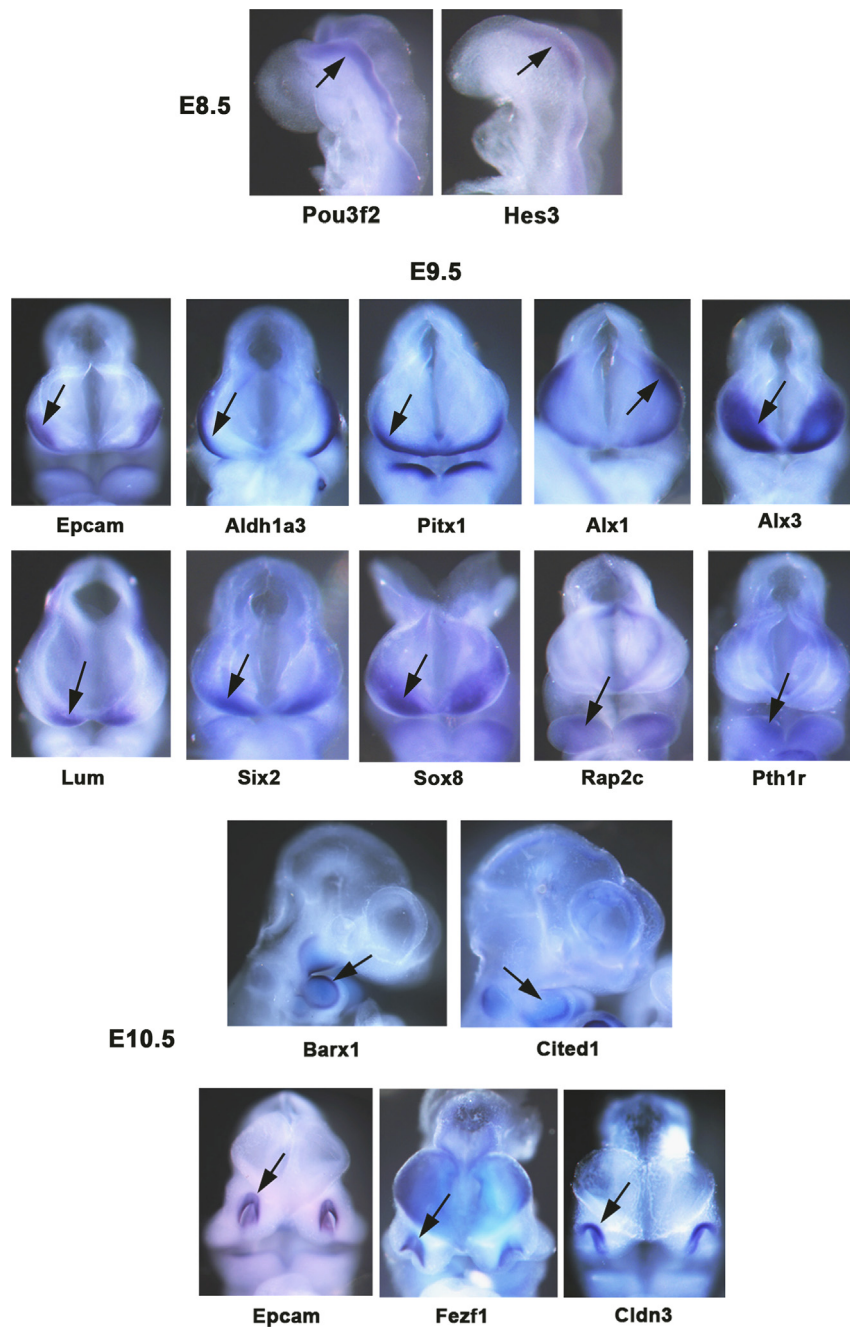 E8.5
Pou3f2 Hes3
E9.5
Epcam Aldh1a3 Pitx1 Alx1 Alx3
Lum Six2 Sox8 Rap2c Pth1r
Barx1 Cited1
E10.5
Epcam Fezf1 Cldn3